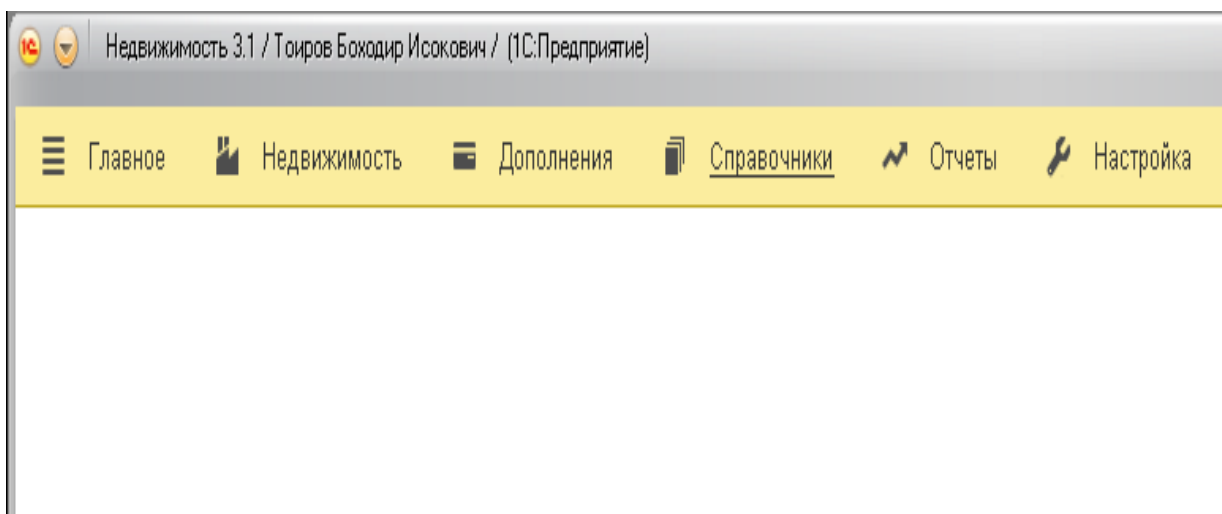 1С Недвижимость 3.1 / Тоиров Боходир Исокович / (1С:Предприятие)
Главное Недвижимость Дополнения Справочники Отчеты Настройка